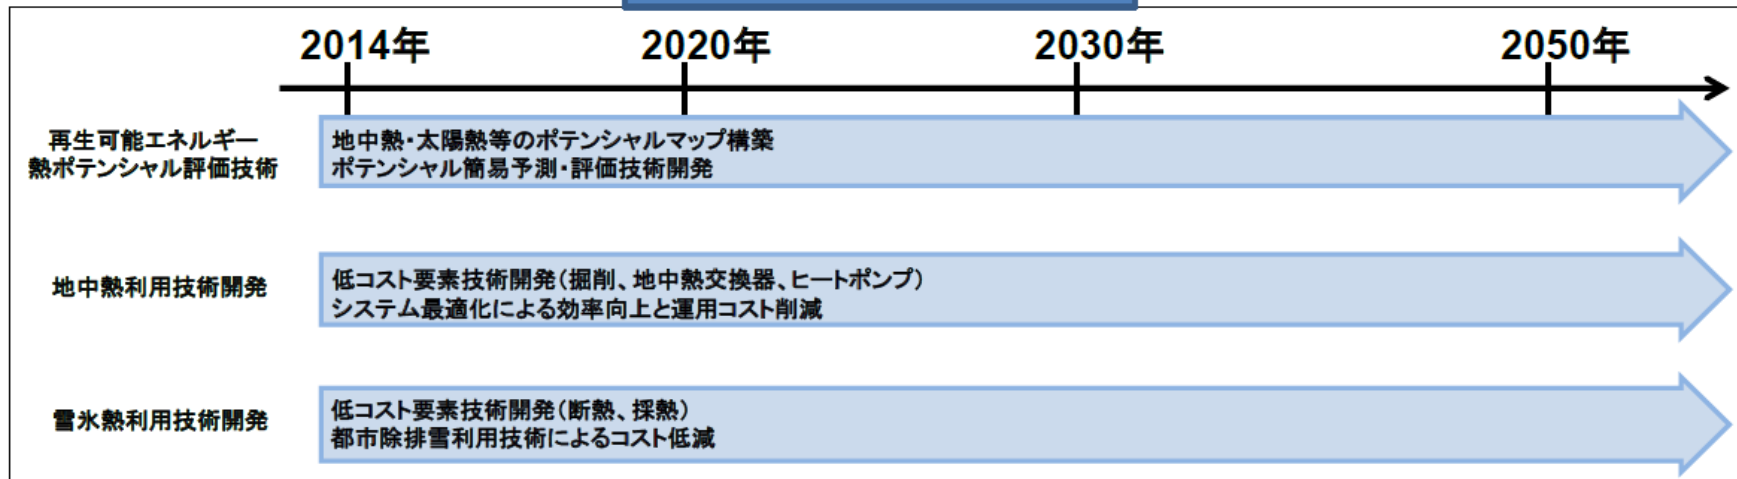 2014年
2020年
2030年
2050年
再生可能エネルギー
熱ポテンシャル評価技術
地中熱・太陽熱等のポテンシャルマップ構築
ポテンシャル簡易予測・評価技術開発
地中熱利用技術開発
低コスト要素技術開発(掘削、地中熱交換器、ヒートポンプ)
システム最適化による効率向上と運用コスト削減
雪氷熱利用技術開発
低コスト要素技術開発(断熱、採熱)
都市除排雪利用技術によるコスト低減